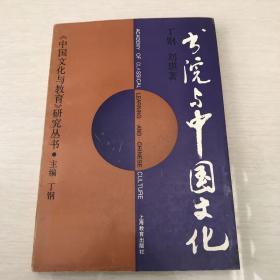 书院与中国文化
丁钢 刘琪著
ACADEMY OF CLASSICAL
LEARNING AND CHINESE
CULTURE
《中国文化与教育》研究丛书●主编 丁钢
上海教育出版社